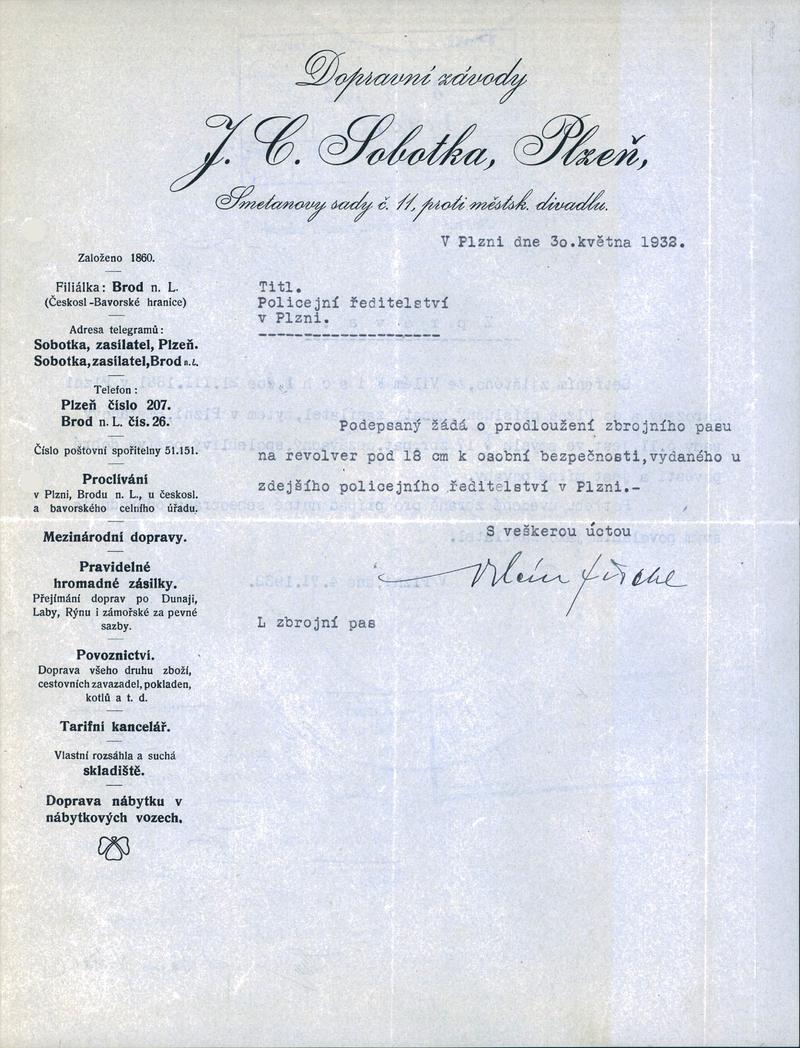 Dopravní závody
J. C. Sobotka, Plzeň,
Smetanovy sady č. 11, proti městsk. divadlu.
V Plzni dne 3o.května 1932.
Založeno 1860.
Filiálka: Brod n. L.
(Českosl-Bavorské hranice)
Adresa telegramů:
Sobotka, zasílatel, Plzeň.
Sobotka, zasílatel, Brod n. L.
Telefon:
Plzeň číslo 207.
Brod n. L. čís. 26.
Číslo poštovní spořitelny 51.151.
Proclívání
v Plzni, Brodu n. L., u českosl.
a bavorského celního úřadu.
Mezinárodní dopravy.
Pravidelné
hromadné zásilky.
Přejímání doprav po Dunaji,
Laby, Rýnu i zámořské za pevné
sazby.
Povoznictví.
Doprava všeho druhu zboží,
cestovních zavazadel, pokladen,
kotlů a t. d.
Tarifní kancelář.
Vlastní rozsáhla a suchá
skladiště.
Doprava nábytku v
nábytkových vozech.
Titl.
Policejní ředitelství
v Plzni.
Podepsaný žádá o prodloužení zbrojního pasu
na revolver pod 18 cm k osobní bezpečnosti,vydaného u
zdejšího policejního ředitelství v Plzni.-
S veškerou úctou
Vilém
L zbrojní pas